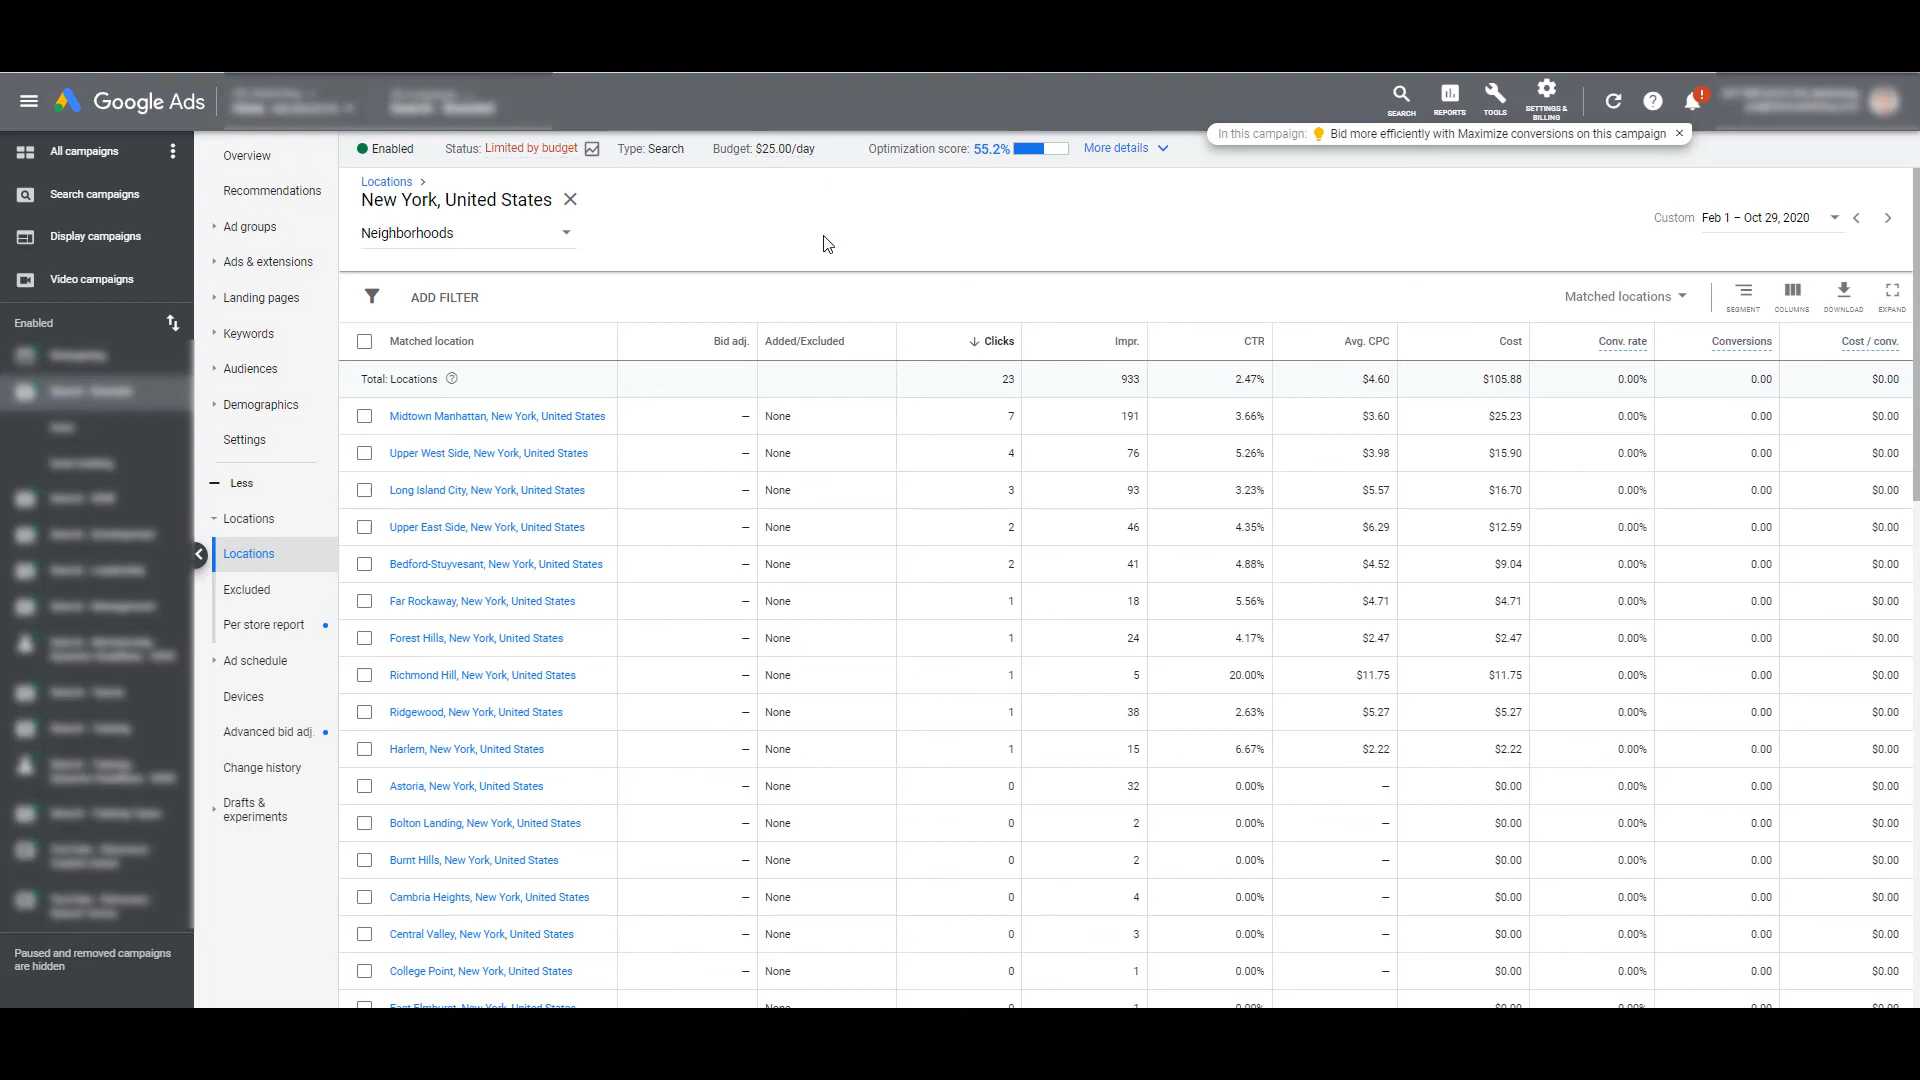 Google Ads
SEARCH
REPORTS
TOOLS
SETTINGS &
BILLING
!
In this campaign: Bid more efficiently with Maximize conversions on this campaign
Enabled Status: Limited by budget Type: Search Budget: $25.00/day Optimization score: 55.2% More details
All campaigns
Search campaigns
Display campaigns
Video campaigns
Enabled
Paused and removed campaigns
are hidden
Overview
Recommendations
Ad groups
Ads & extensions
Landing pages
Keywords
Audiences
Demographics
Settings
Less
Locations
Locations
Excluded
Per store report
Ad schedule
Devices
Advanced bid adj.
Change history
Drafts &
experiments
Locations
New York, United States
Neighborhoods
Custom Feb 1 – Oct 29, 2020
ADD FILTER
Matched locations
SEGMENT
COLUMNS
DOWNLOAD
EXPAND
Matched location Bid adj. Added/Excluded Clicks Impr. CTR Avg. CPC Cost Conv. rate Conversions Cost / conv.
Total: Locations 23 933 2.47% $4.60 $105.88 0.00% 0.00 $0.00
Midtown Manhattan, New York, United States – None 7 191 3.66% $3.60 $25.23 0.00% 0.00 $0.00
Upper West Side, New York, United States – None 4 76 5.26% $3.98 $15.90 0.00% 0.00 $0.00
Long Island City, New York, United States – None 3 93 3.23% $5.57 $16.70 0.00% 0.00 $0.00
Upper East Side, New York, United States – None 2 46 4.35% $6.29 $12.59 0.00% 0.00 $0.00
Bedford-Stuyvesant, New York, United States – None 2 41 4.88% $4.52 $9.04 0.00% 0.00 $0.00
Far Rockaway, New York, United States – None 1 18 5.56% $4.71 $4.71 0.00% 0.00 $0.00
Forest Hills, New York, United States – None 1 24 4.17% $2.47 $2.47 0.00% 0.00 $0.00
Richmond Hill, New York, United States – None 1 5 20.00% $11.75 $11.75 0.00% 0.00 $0.00
Ridgewood, New York, United States – None 1 38 2.63% $5.27 $5.27 0.00% 0.00 $0.00
Harlem, New York, United States – None 1 15 6.67% $2.22 $2.22 0.00% 0.00 $0.00
Astoria, New York, United States – None 0 32 0.00% – $0.00 0.00% 0.00 $0.00
Bolton Landing, New York, United States – None 0 2 0.00% – $0.00 0.00% 0.00 $0.00
Burnt Hills, New York, United States – None 0 2 0.00% – $0.00 0.00% 0.00 $0.00
Cambria Heights, New York, United States – None 0 4 0.00% – $0.00 0.00% 0.00 $0.00
Central Valley, New York, United States – None 0 3 0.00% – $0.00 0.00% 0.00 $0.00
College Point, New York, United States – None 0 1 0.00% – $0.00 0.00% 0.00 $0.00
East Elmhurst, New York, United States None 0 1 0.00% $0.00 0.00% 0.00 $0.00